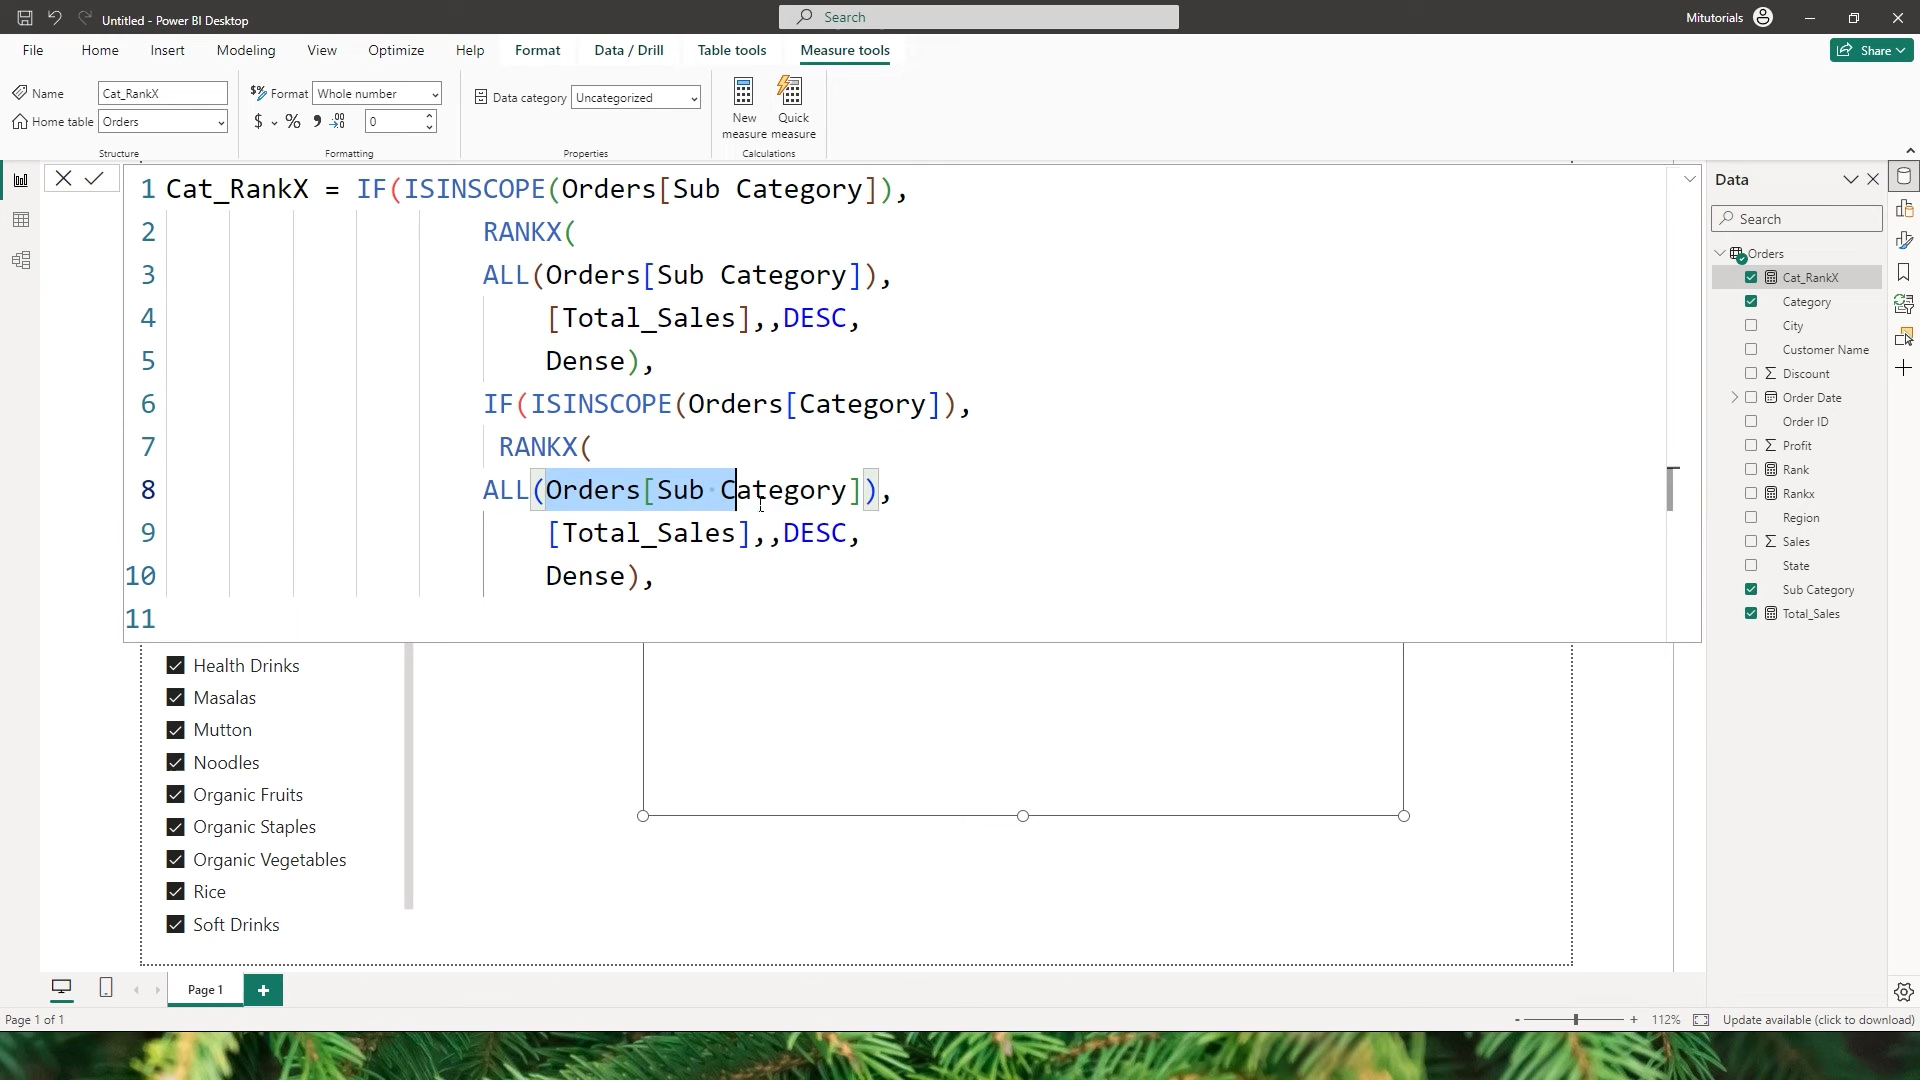 Untitled - Power BI Desktop
Search
Mitutorials
File
Home
Insert
Modeling
View
Optimize
Help
Format
Data / Drill
Table tools
Measure tools
Share
Name
Cat_RankX
Home table
Orders
Structure
$% Format
Whole number
$
%
0
Formatting
Data category
Uncategorized
Properties
New measure
Quick measure
Calculations
1 Cat_RankX = IF(ISINSCOPE(Orders[Sub Category]),
2 RANKX(
3 ALL(Orders[Sub Category]),
4 [Total_Sales],,DESC,
5 Dense),
6 IF(ISINSCOPE(Orders[Category]),
7 RANKX(
8 ALL(Orders[Sub Category]),
9 [Total_Sales],,DESC,
10 Dense),
11
Health Drinks
Masalas
Mutton
Noodles
Organic Fruits
Organic Staples
Organic Vegetables
Rice
Soft Drinks
Data
Search
Orders
Cat_RankX
Category
City
Customer Name
Discount
Order Date
Order ID
Profit
Rank
Rankx
Region
Sales
State
Sub Category
Total_Sales
Page 1
Page 1 of 1
112%
Update available (click to download)